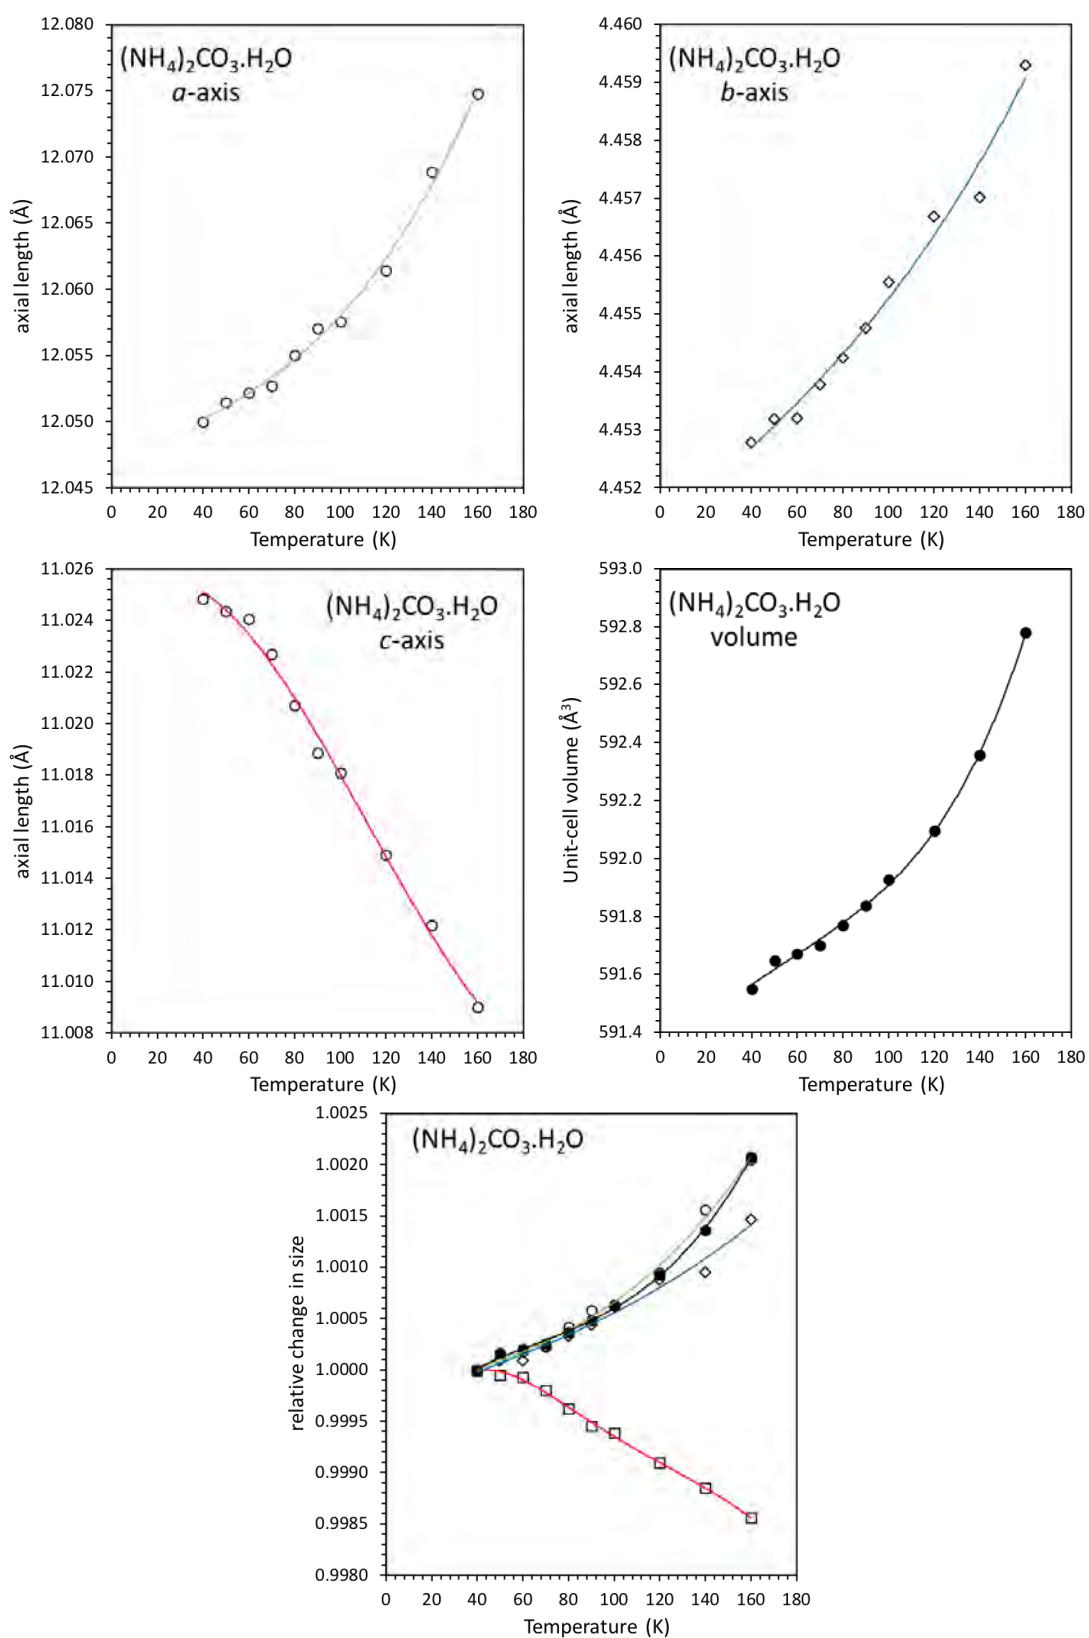 (NH₄)₂CO₃.H₂O
a-axis
axial length (Å)
12.080
12.075
12.070
12.065
12.060
12.055
12.050
12.045
0 20 40 60 80 100 120 140 160 180
Temperature (K)
(NH₄)₂CO₃.H₂O
b-axis
axial length (Å)
4.460
4.459
4.458
4.457
4.456
4.455
4.454
4.453
4.452
0 20 40 60 80 100 120 140 160 180
Temperature (K)
(NH₄)₂CO₃.H₂O
c-axis
axial length (Å)
11.026
11.024
11.022
11.020
11.018
11.016
11.014
11.012
11.010
11.008
0 20 40 60 80 100 120 140 160 180
Temperature (K)
(NH₄)₂CO₃.H₂O
volume
Unit-cell volume (Å³)
593.0
592.8
592.6
592.4
592.2
592.0
591.8
591.6
591.4
0 20 40 60 80 100 120 140 160 180
Temperature (K)
(NH₄)₂CO₃.H₂O
relative change in size
1.0025
1.0020
1.0015
1.0010
1.0005
1.0000
0.9995
0.9990
0.9985
0.9980
0 20 40 60 80 100 120 140 160 180
Temperature (K)